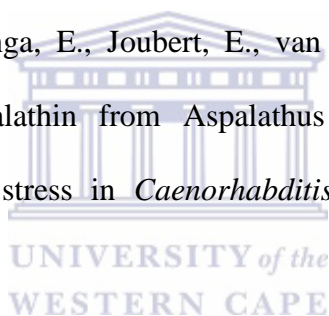 nga, E., Joubert, E., van
alathin from Aspalathus
stress in Caenorhabditis
UNIVERSITY of the
WESTERN CAPE